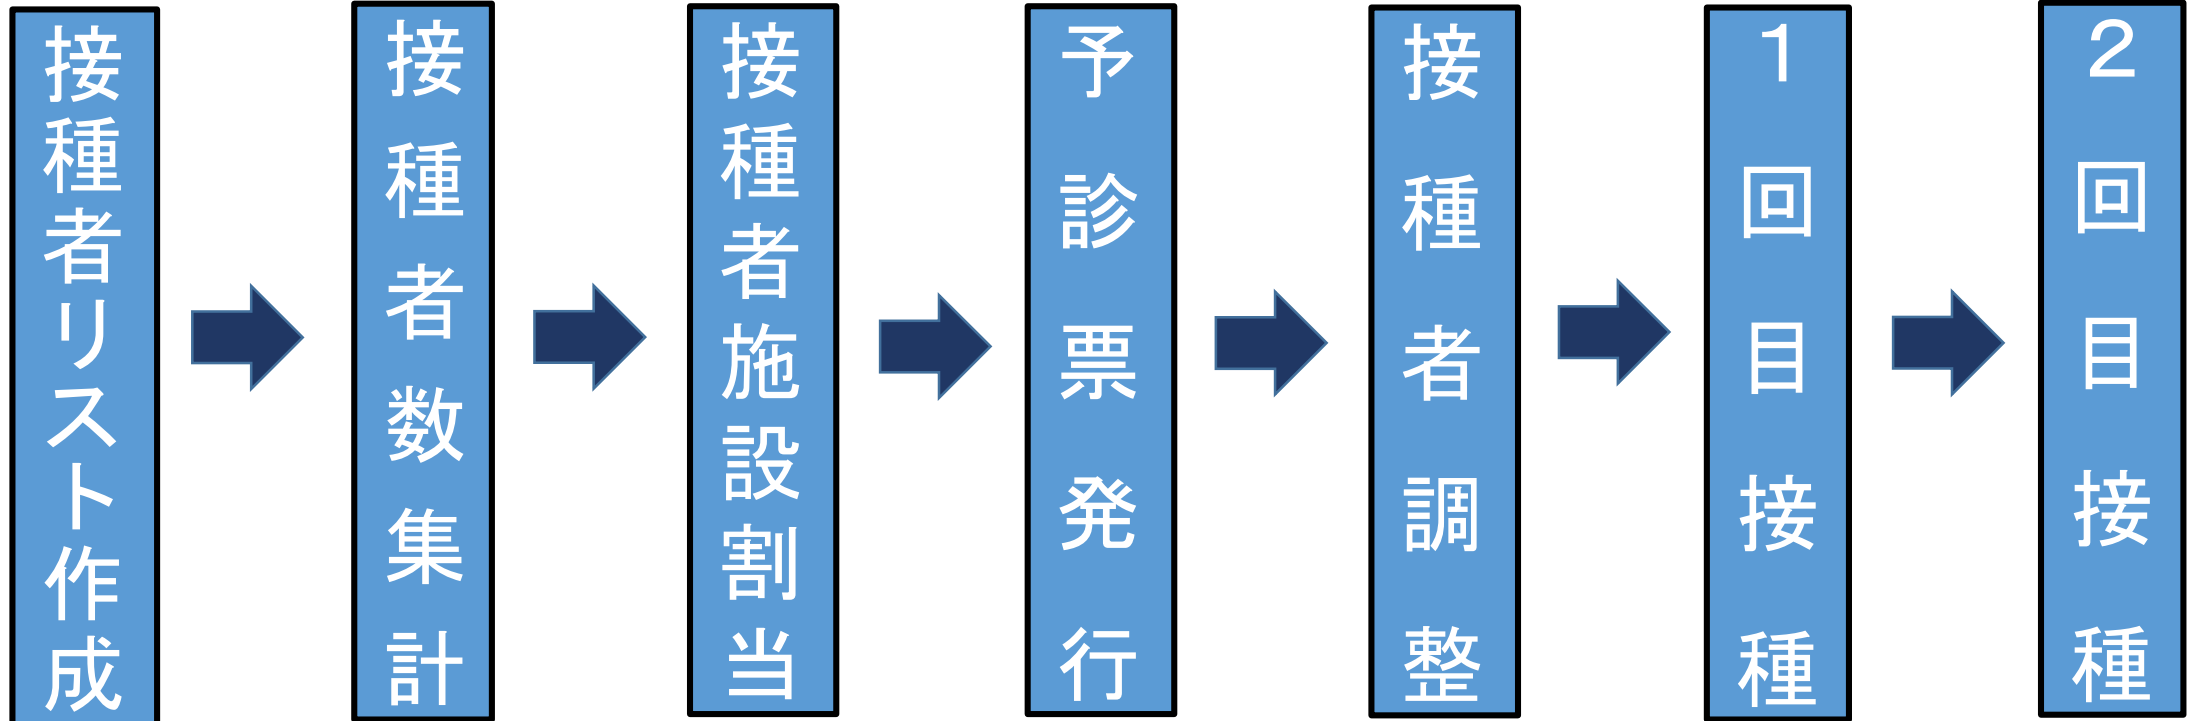 接種者リスト作成
接種者数集計
接種者施設割当
予診票発行
接種者調整
１回目接種
２回目接種